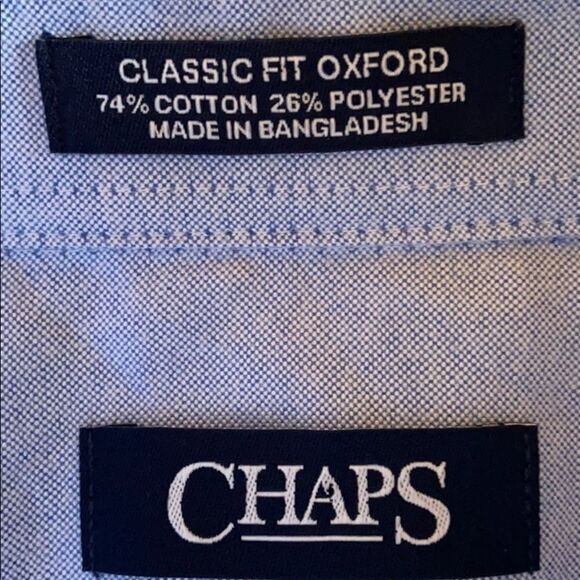 CLASSIC FIT OXFORD
74% COTTON 26% POLYESTER
MADE IN BANGLADESH
CHAPS